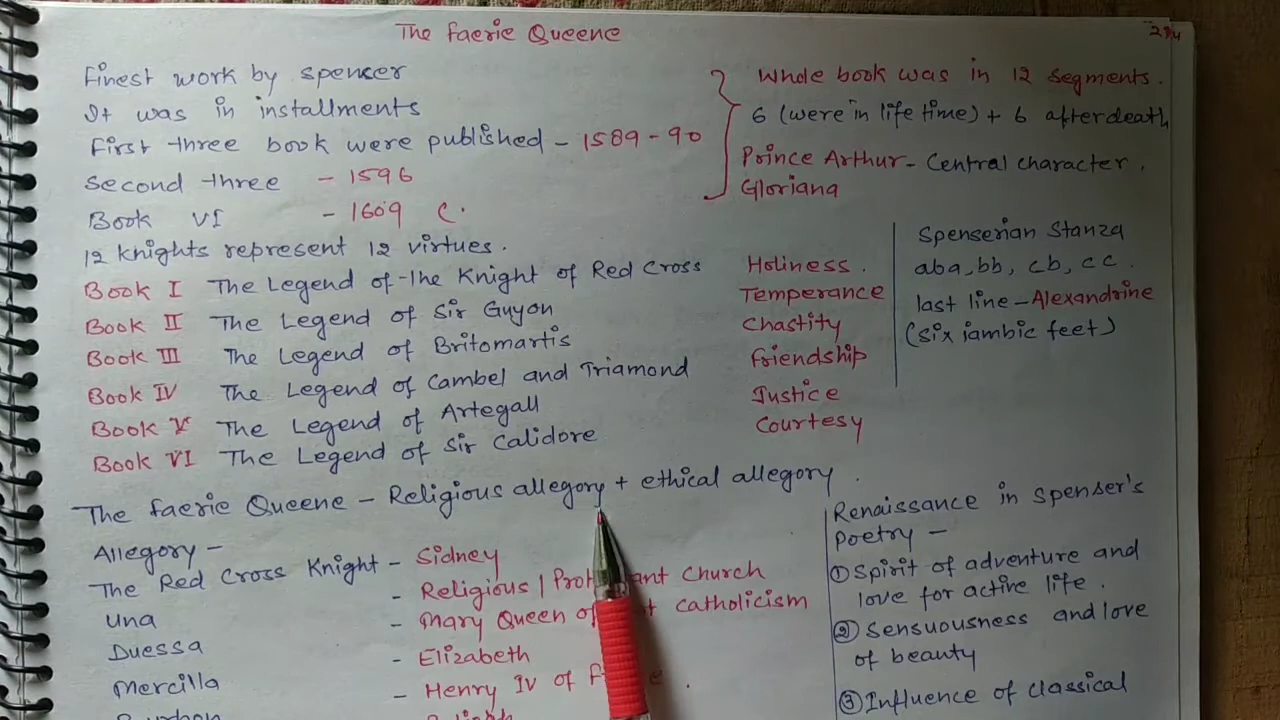 The Faerie Queene
Finest work by Spenser
It was in installments
First three book were published - 1589-90
Second three - 1596
Book VI - 1609 C.
Whole book was in 12 segments.
6 (were in life time) + 6 after death
Prince Arthur - Central character.
Gloriana
12 knights represent 12 virtues.
Book I The Legend of the Knight of Red Cross Holiness.
Book II The Legend of Sir Guyon Temperance
Book III The Legend of Britomartis Chastity
Book IV The Legend of Cambel and Triamond Friendship
Book V The Legend of Artegall Justice
Book VI The Legend of Sir Calidore Courtesy
Spenserian Stanza
aba, bb, cb, cc.
last line - Alexandrine
(six iambic feet)
The Faerie Queene - Religious allegory + ethical allegory.
Allegory -
The Red Cross Knight - Sidney
Una - Religious / Church
Duessa - Mary Queen of Catholicism
Mercilla - Elizabeth
- Henry IV of
Renaissance in Spenser's
Poetry -
① Spirit of adventure and
love for active life.
② Sensuousness and love
of beauty
③ Influence of classical